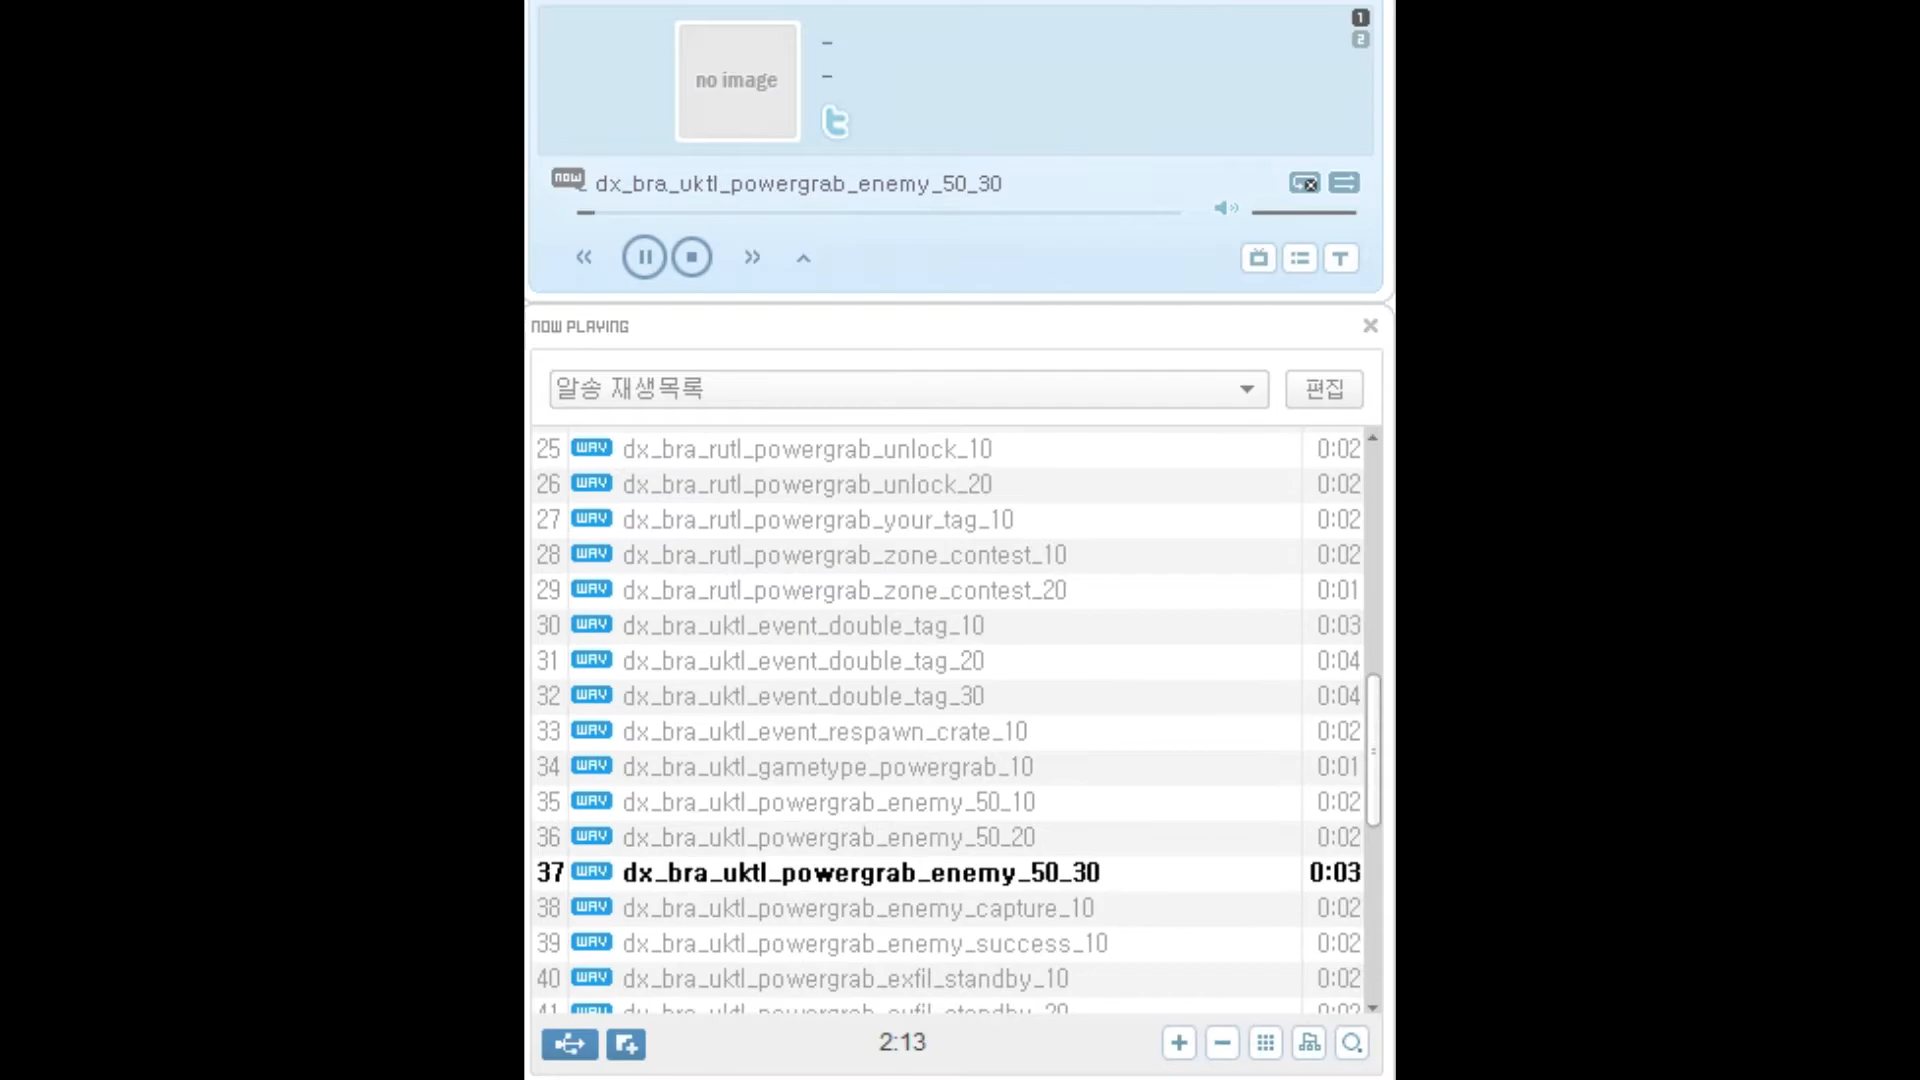 1
2
no image
-
-
now dx_bra_uktl_powergrab_enemy_50_30
NOW PLAYING
알송 재생목록 편집
25 WAV dx_bra_rutl_powergrab_unlock_10 0:02
26 WAV dx_bra_rutl_powergrab_unlock_20 0:02
27 WAV dx_bra_rutl_powergrab_your_tag_10 0:02
28 WAV dx_bra_rutl_powergrab_zone_contest_10 0:02
29 WAV dx_bra_rutl_powergrab_zone_contest_20 0:01
30 WAV dx_bra_uktl_event_double_tag_10 0:03
31 WAV dx_bra_uktl_event_double_tag_20 0:04
32 WAV dx_bra_uktl_event_double_tag_30 0:04
33 WAV dx_bra_uktl_event_respawn_crate_10 0:02
34 WAV dx_bra_uktl_gametype_powergrab_10 0:01
35 WAV dx_bra_uktl_powergrab_enemy_50_10 0:02
36 WAV dx_bra_uktl_powergrab_enemy_50_20 0:02
37 WAV dx_bra_uktl_powergrab_enemy_50_30 0:03
38 WAV dx_bra_uktl_powergrab_enemy_capture_10 0:02
39 WAV dx_bra_uktl_powergrab_enemy_success_10 0:02
40 WAV dx_bra_uktl_powergrab_exfil_standby_10 0:02
2:13